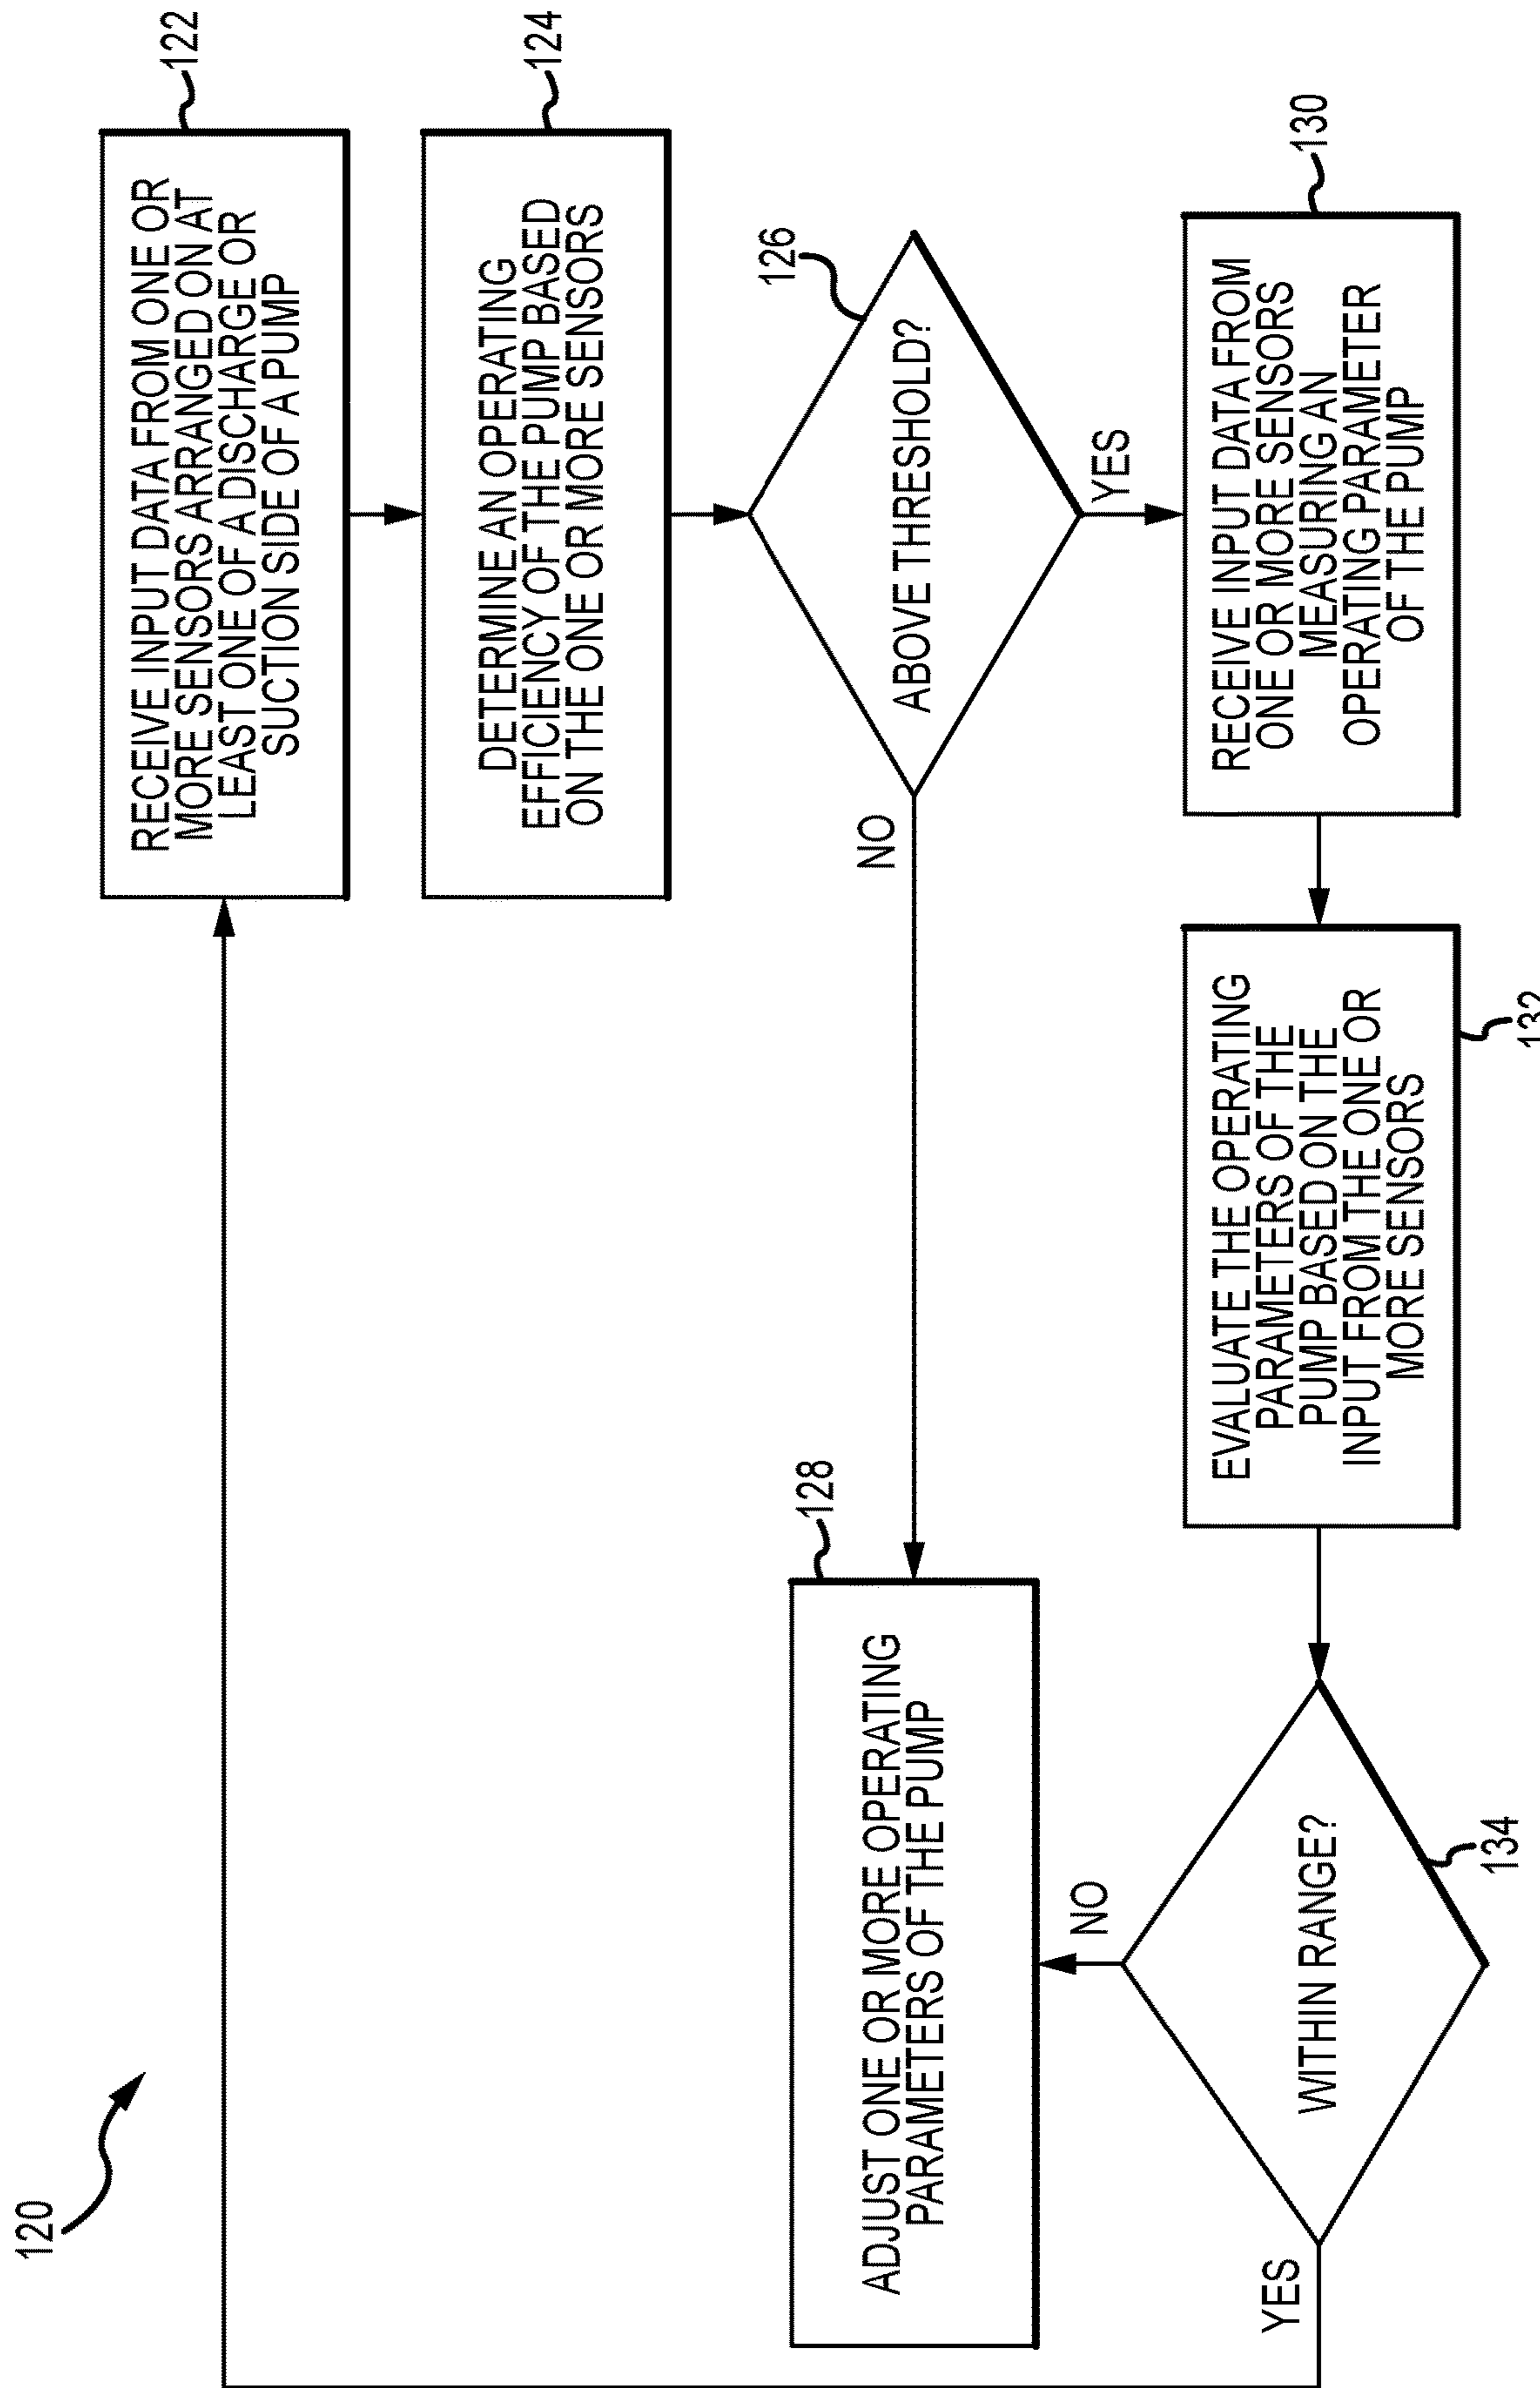 120
RECEIVE INPUT DATA FROM ONE OR
MORE SENSORS ARRANGED ON AT
LEAST ONE OF A DISCHARGE OR
SUCTION SIDE OF A PUMP
122
DETERMINE AN OPERATING
EFFICIENCY OF THE PUMP BASED
ON THE ONE OR MORE SENSORS
124
ABOVE THRESHOLD?
126
NO
YES
ADJUST ONE OR MORE OPERATING
PARAMETERS OF THE PUMP
128
RECEIVE INPUT DATA FROM
ONE OR MORE SENSORS
MEASURING AN
OPERATING PARAMETER
OF THE PUMP
130
EVALUATE THE OPERATING
PARAMETERS OF THE
PUMP BASED ON THE
INPUT FROM THE ONE OR
MORE SENSORS
132
WITHIN RANGE?
134
NO
YES